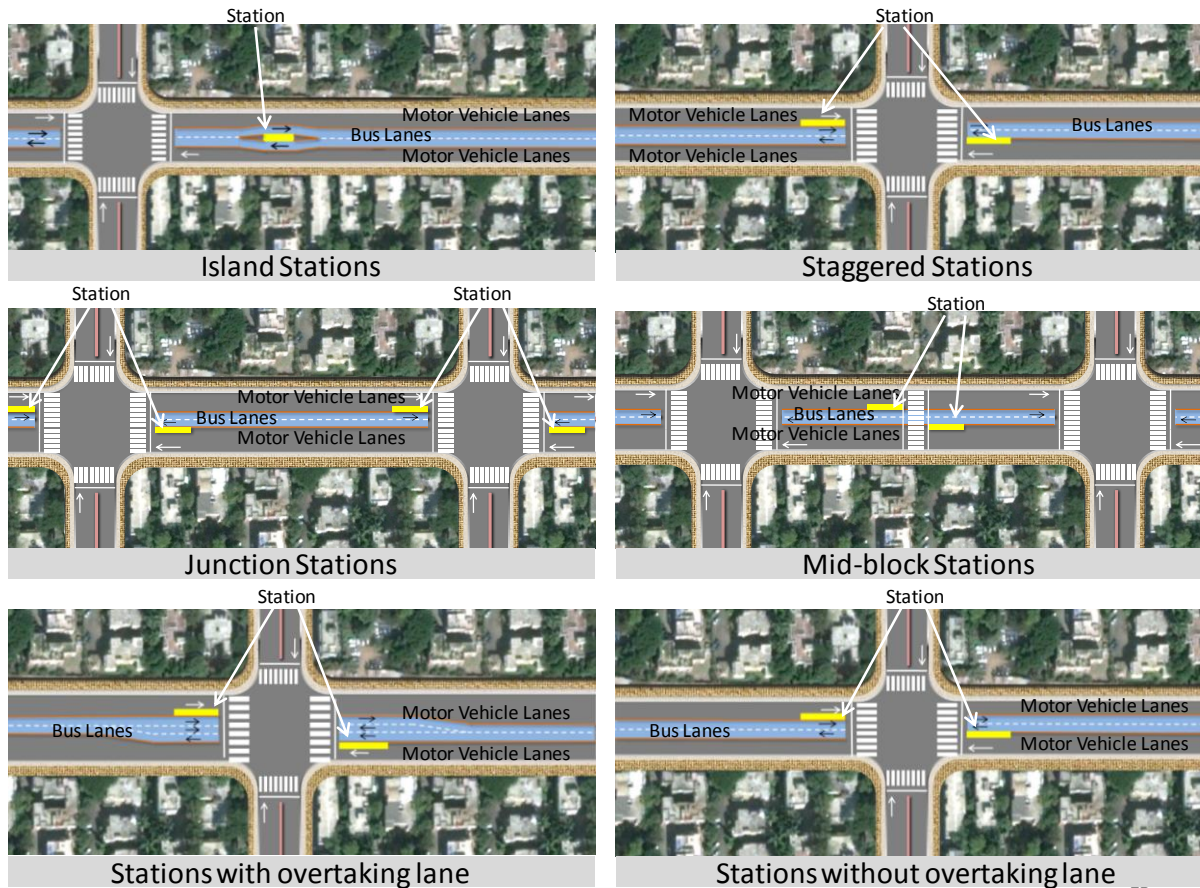 Station
Motor Vehicle Lanes
Bus Lanes
Motor Vehicle Lanes
Island Stations
Station
Motor Vehicle Lanes
Bus Lanes
Motor Vehicle Lanes
Staggered Stations
Station
Station
Motor Vehicle Lanes
Bus Lanes
Motor Vehicle Lanes
Junction Stations
Station
Motor Vehicle Lanes
Bus Lanes
Motor Vehicle Lanes
Mid-block Stations
Station
Motor Vehicle Lanes
Bus Lanes
Motor Vehicle Lanes
Stations with overtaking lane
Station
Motor Vehicle Lanes
Bus Lanes
Motor Vehicle Lanes
Stations without overtaking lane